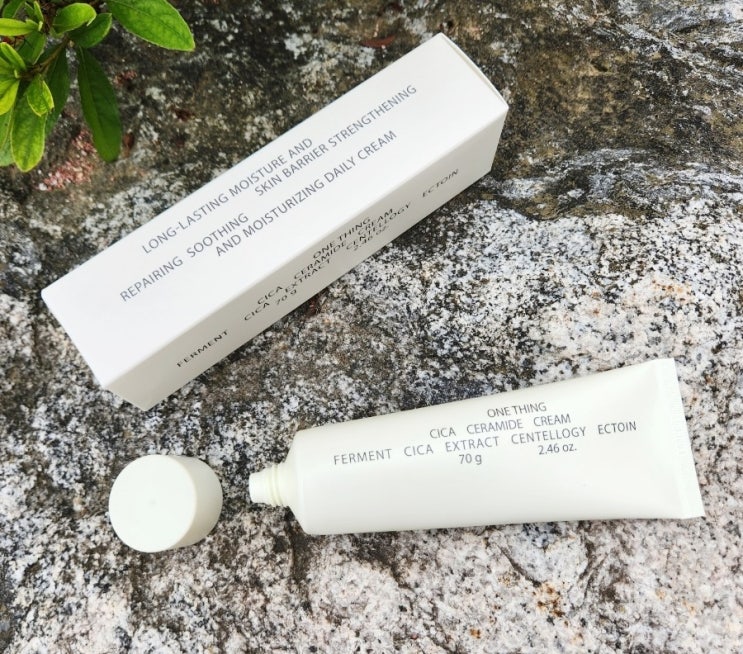 LONG-LASTING MOISTURE AND
SKIN BARRIER STRENGTHENING
REPAIRING SOOTHING
AND MOISTURIZING DAILY CREAM
ONE THING
CICA CERAMIDE CREAM
FERMENT CICA EXTRACT CENTELLOGY ECTOIN
70 g 2.46 oz.
ONE THING
CICA CERAMIDE CREAM
FERMENT CICA EXTRACT CENTELLOGY ECTOIN
70 g 2.46 oz.